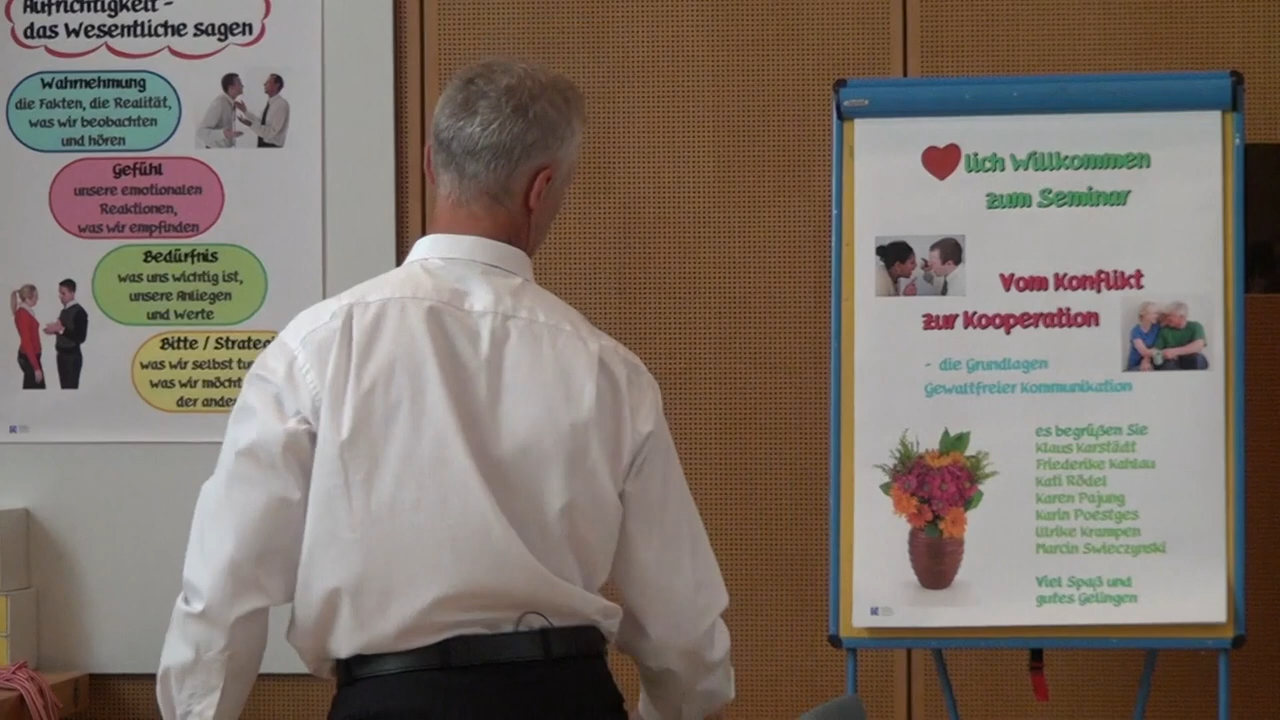 Aufrichtigkeit -
das Wesentliche sagen
Wahrnehmung
die Fakten, die Realität,
was wir beobachten
und hören
Gefühl
unsere emotionalen
Reaktionen,
was wir empfinden
Bedürfnis
was uns wichtig ist,
unsere Anliegen
und Werte
Bitte / Strateg
was wir selbst tu
was wir möcht
der ande
lich Willkommen
zum Seminar
Vom Konflikt
zur Kooperation
- die Grundlagen
Gewaltfreier Kommunikation
es begrüßen Sie
Klaus Karstädt
Friederike Kahlau
Kati Rödel
Karen Pajung
Karin Poestges
Ulrike Krampen
Marcin Swieczynski
Viel Spaß und
gutes Gelingen